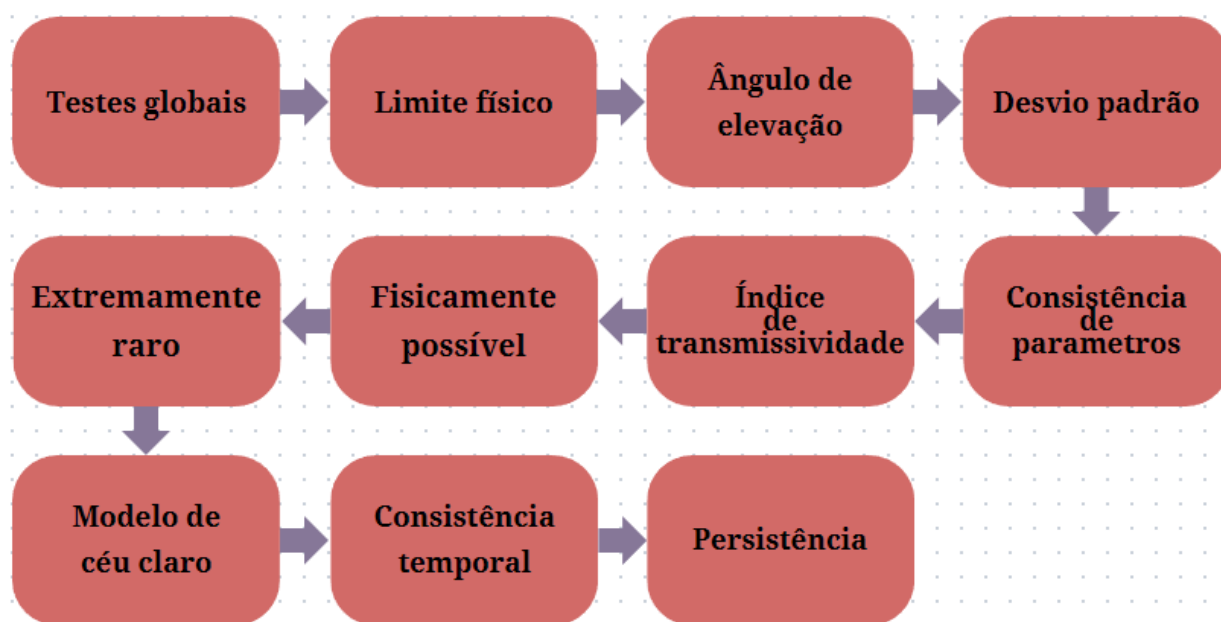 Testes globais
Limite físico
Ângulo de
elevação
Desvio padrão
Consistência
de
parametros
Índice
de
transmissividade
Fisicamente
possível
Extremamente
raro
Modelo de
céu claro
Consistência
temporal
Persistência